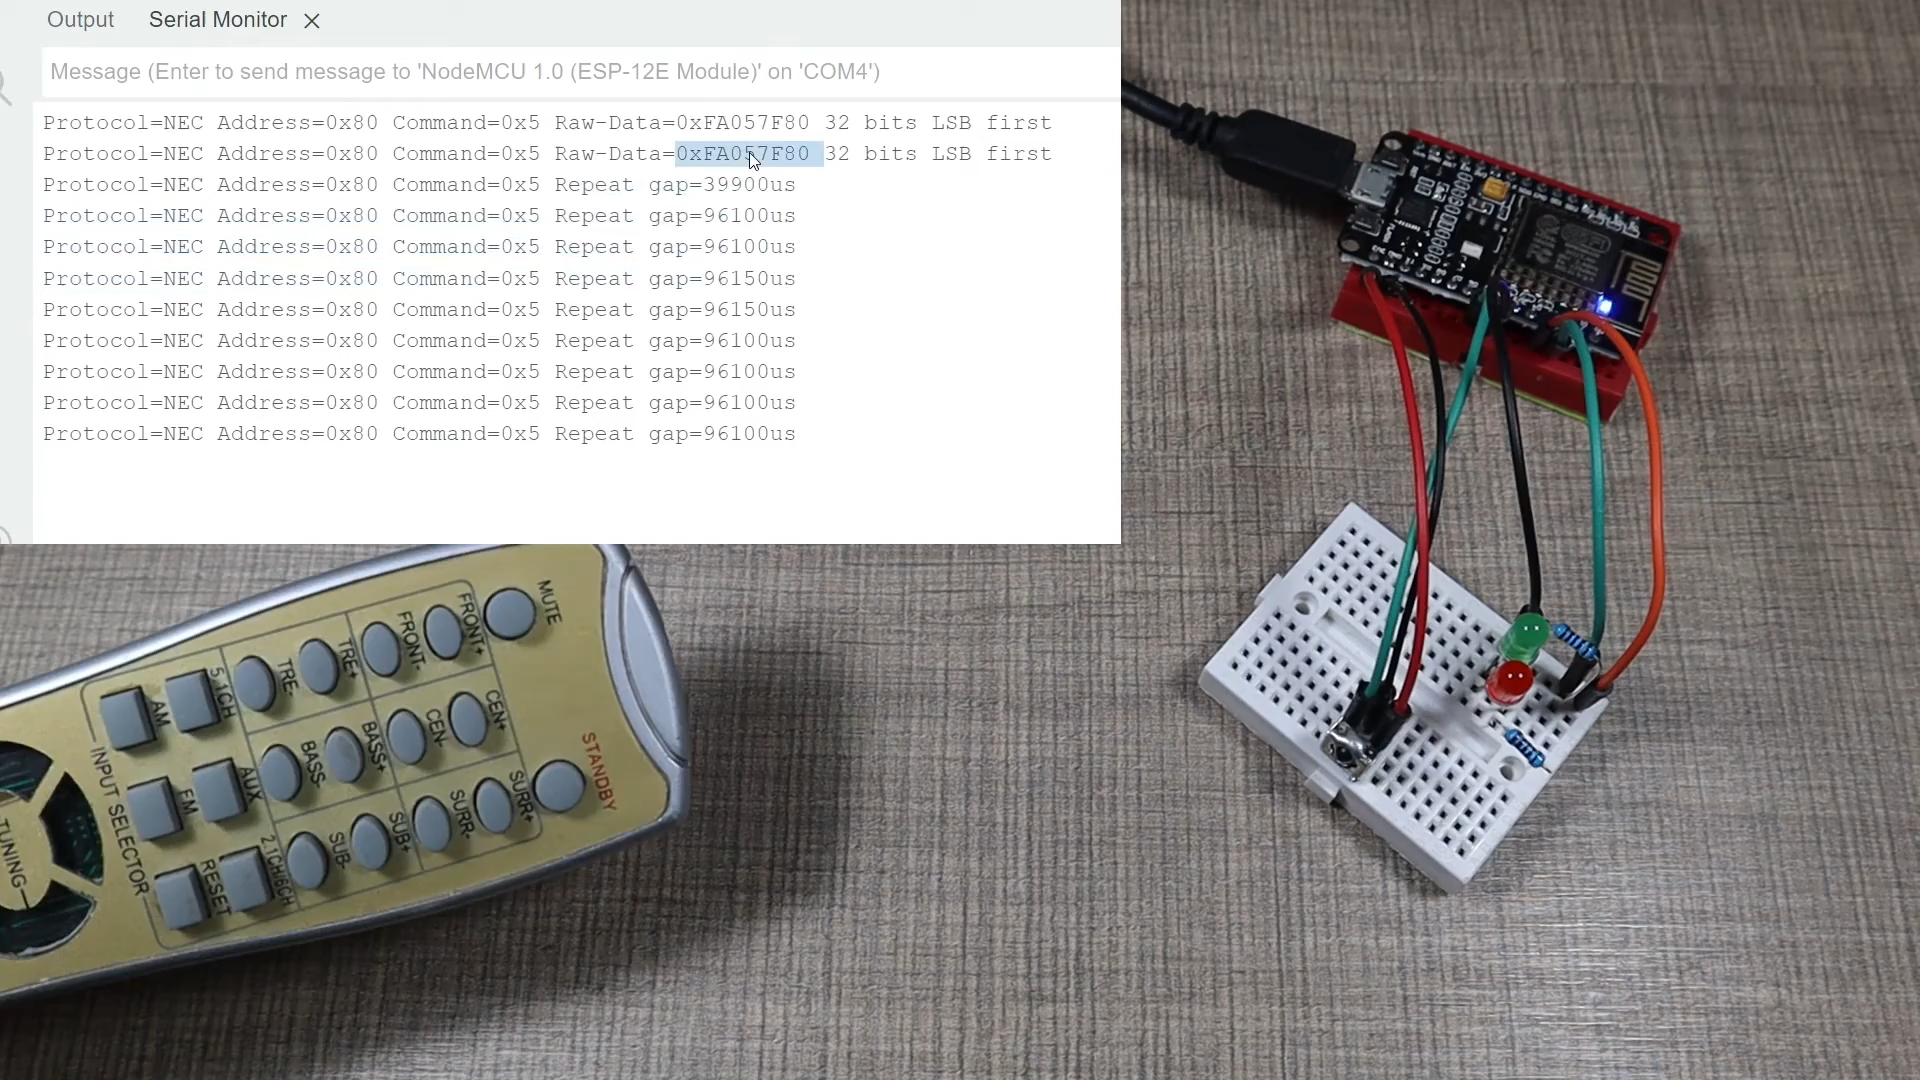 Output Serial Monitor
Message (Enter to send message to 'NodeMCU 1.0 (ESP-12E Module)' on 'COM4')
Protocol=NEC Address=0x80 Command=0x5 Raw-Data=0xFA057F80 32 bits LSB first
Protocol=NEC Address=0x80 Command=0x5 Raw-Data=0xFA057F80 32 bits LSB first
Protocol=NEC Address=0x80 Command=0x5 Repeat gap=39900us
Protocol=NEC Address=0x80 Command=0x5 Repeat gap=96100us
Protocol=NEC Address=0x80 Command=0x5 Repeat gap=96100us
Protocol=NEC Address=0x80 Command=0x5 Repeat gap=96150us
Protocol=NEC Address=0x80 Command=0x5 Repeat gap=96150us
Protocol=NEC Address=0x80 Command=0x5 Repeat gap=96100us
Protocol=NEC Address=0x80 Command=0x5 Repeat gap=96100us
Protocol=NEC Address=0x80 Command=0x5 Repeat gap=96100us
Protocol=NEC Address=0x80 Command=0x5 Repeat gap=96100us
MUTE
FRONT+
FRONT-
TRE+
TRE-
5.1CH
AM
CEN+
CEN-
BASS+
BASS-
AUX
FM
STANDBY
SURR+
SURR-
SUB+
SUB-
2.1CH/6CH
RESET
INPUT SELECTOR
TUNING